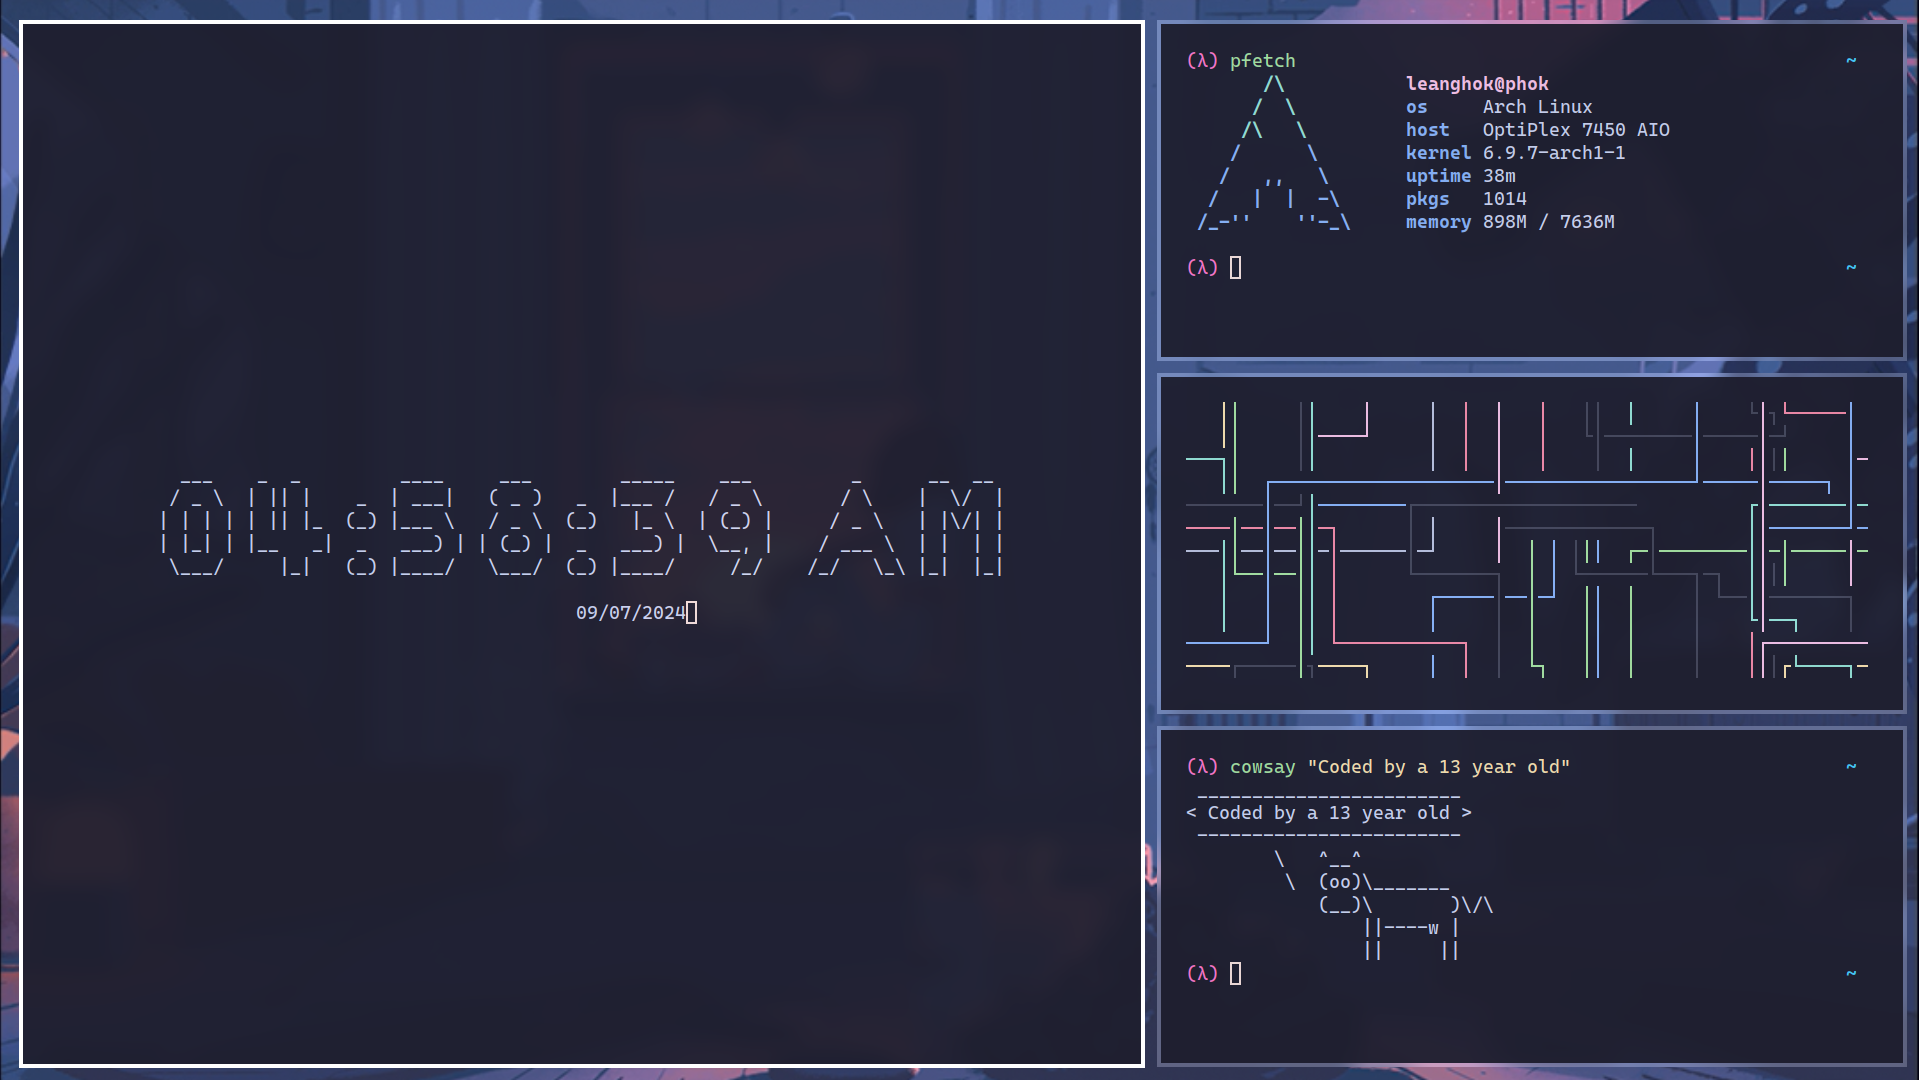 04:58:39 AM
09/07/2024
(λ) pfetch ~
leanghok@phok
os Arch Linux
host OptiPlex 7450 AIO
kernel 6.9.7-arch1-1
uptime 38m
pkgs 1014
memory 898M / 7636M
(λ) ~
(λ) cowsay "Coded by a 13 year old" ~
< Coded by a 13 year old >
(λ) ~